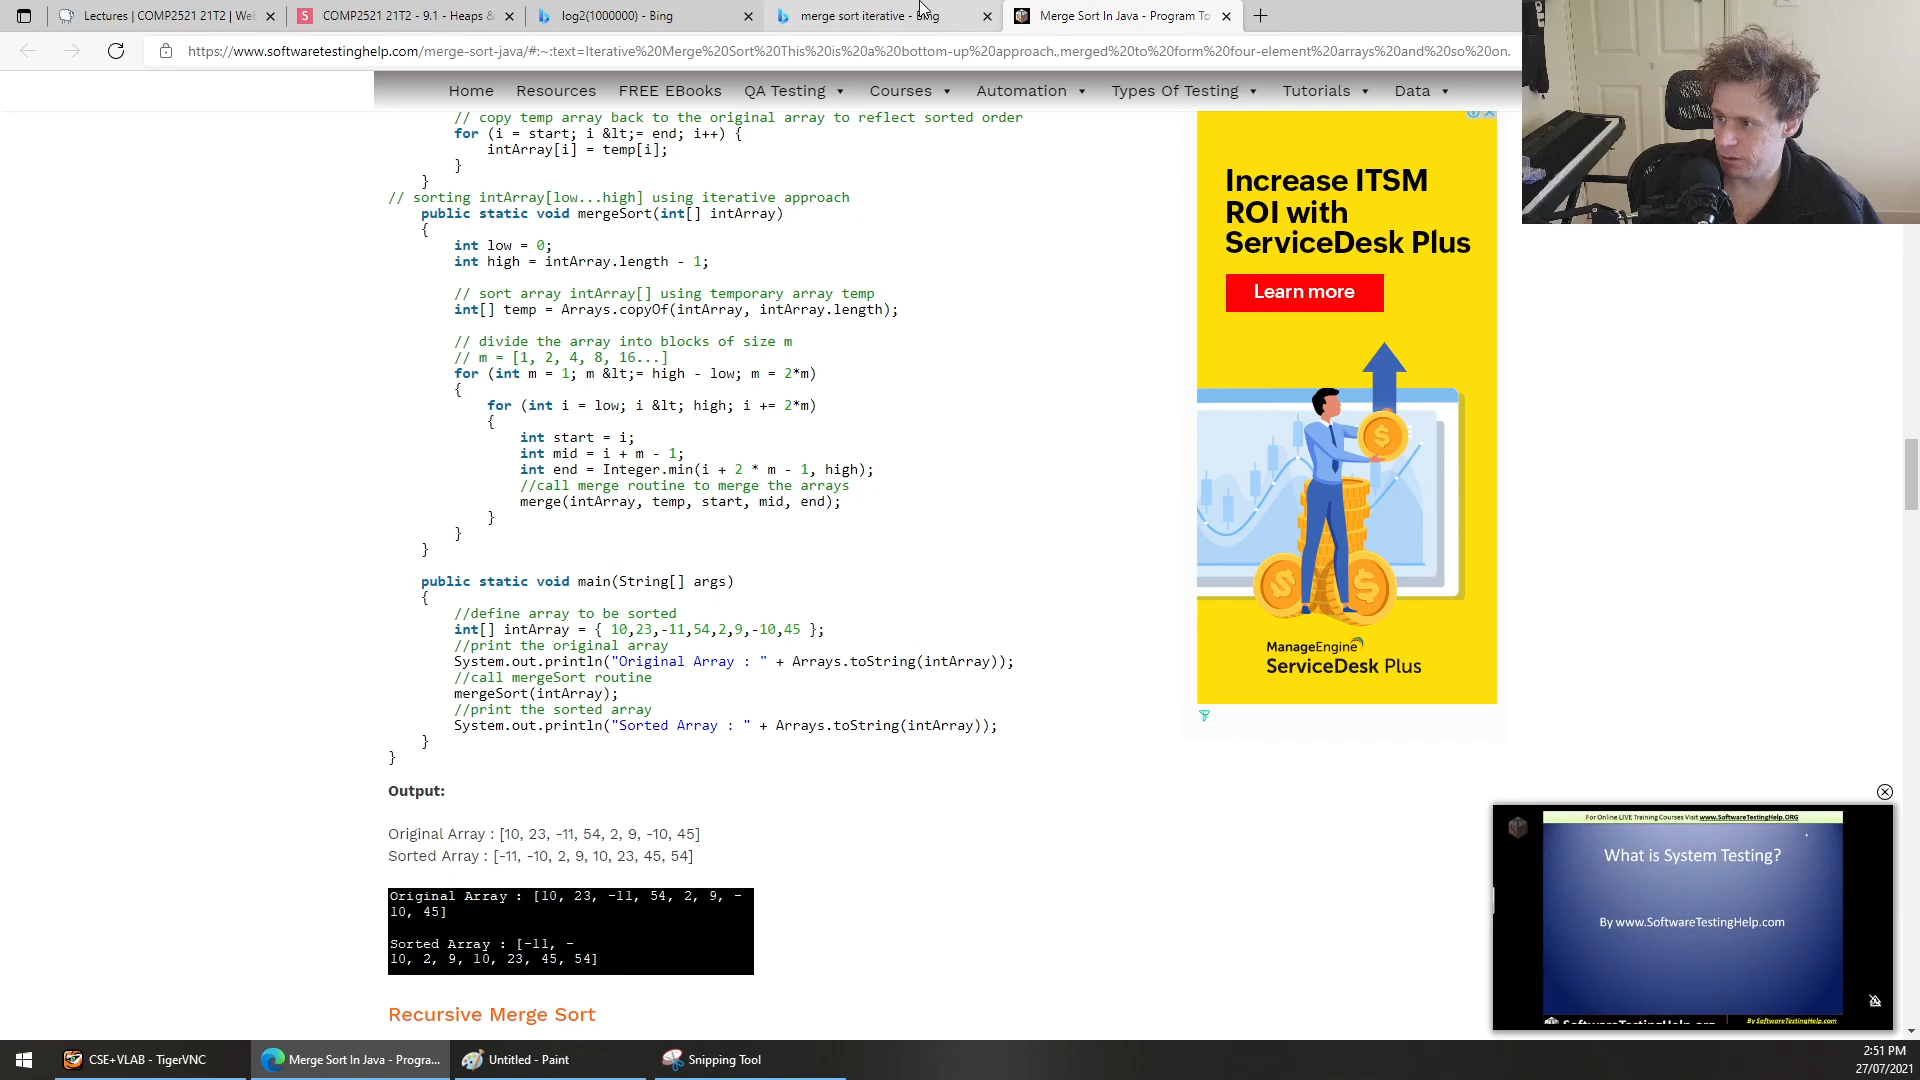 Lectures | COMP2521 21T2 | Web
COMP2521 21T2 - 9.1 - Heaps &
log2(1000000) - Bing
merge sort iterative - Bing
Merge Sort In Java - Program To
https://www.softwaretestinghelp.com/merge-sort-java/#:~:text=Iterative%20Merge%20Sort%20This%20is%20a%20bottom-up%20approach.,merged%20to%20form%20four-element%20arrays%20and%20so%20on.
Home Resources FREE EBooks QA Testing Courses Automation Types Of Testing Tutorials Data
// copy temp array back to the original array to reflect sorted order
for (i = start; i &lt;= end; i++) {
intArray[i] = temp[i];
}
}
// sorting intArray[low...high] using iterative approach
public static void mergeSort(int[] intArray)
{
int low = 0;
int high = intArray.length - 1;
// sort array intArray[] using temporary array temp
int[] temp = Arrays.copyOf(intArray, intArray.length);
// divide the array into blocks of size m
// m = [1, 2, 4, 8, 16...]
for (int m = 1; m &lt;= high - low; m = 2*m)
{
for (int i = low; i &lt; high; i += 2*m)
{
int start = i;
int mid = i + m - 1;
int end = Integer.min(i + 2 * m - 1, high);
//call merge routine to merge the arrays
merge(intArray, temp, start, mid, end);
}
}
}
public static void main(String[] args)
{
//define array to be sorted
int[] intArray = { 10,23,-11,54,2,9,-10,45 };
//print the original array
System.out.println("Original Array : " + Arrays.toString(intArray));
//call mergeSort routine
mergeSort(intArray);
//print the sorted array
System.out.println("Sorted Array : " + Arrays.toString(intArray));
}
}
Output:
Original Array : [10, 23, -11, 54, 2, 9, -10, 45]
Sorted Array : [-11, -10, 2, 9, 10, 23, 45, 54]
Original Array : [10, 23, -11, 54, 2, 9, -
10, 45]
Sorted Array : [-11, -
10, 2, 9, 10, 23, 45, 54]
Recursive Merge Sort
Increase ITSM
ROI with
ServiceDesk Plus
Learn more
ManageEngine
ServiceDesk Plus
For Online LIVE Training Courses Visit www.SoftwareTestingHelp.ORG
What is System Testing?
By www.SoftwareTestingHelp.com
By SoftwareTestingHelp.com
CSE+VLAB - TigerVNC
Merge Sort In Java - Progra...
Untitled - Paint
Snipping Tool
2:51 PM
27/07/2021